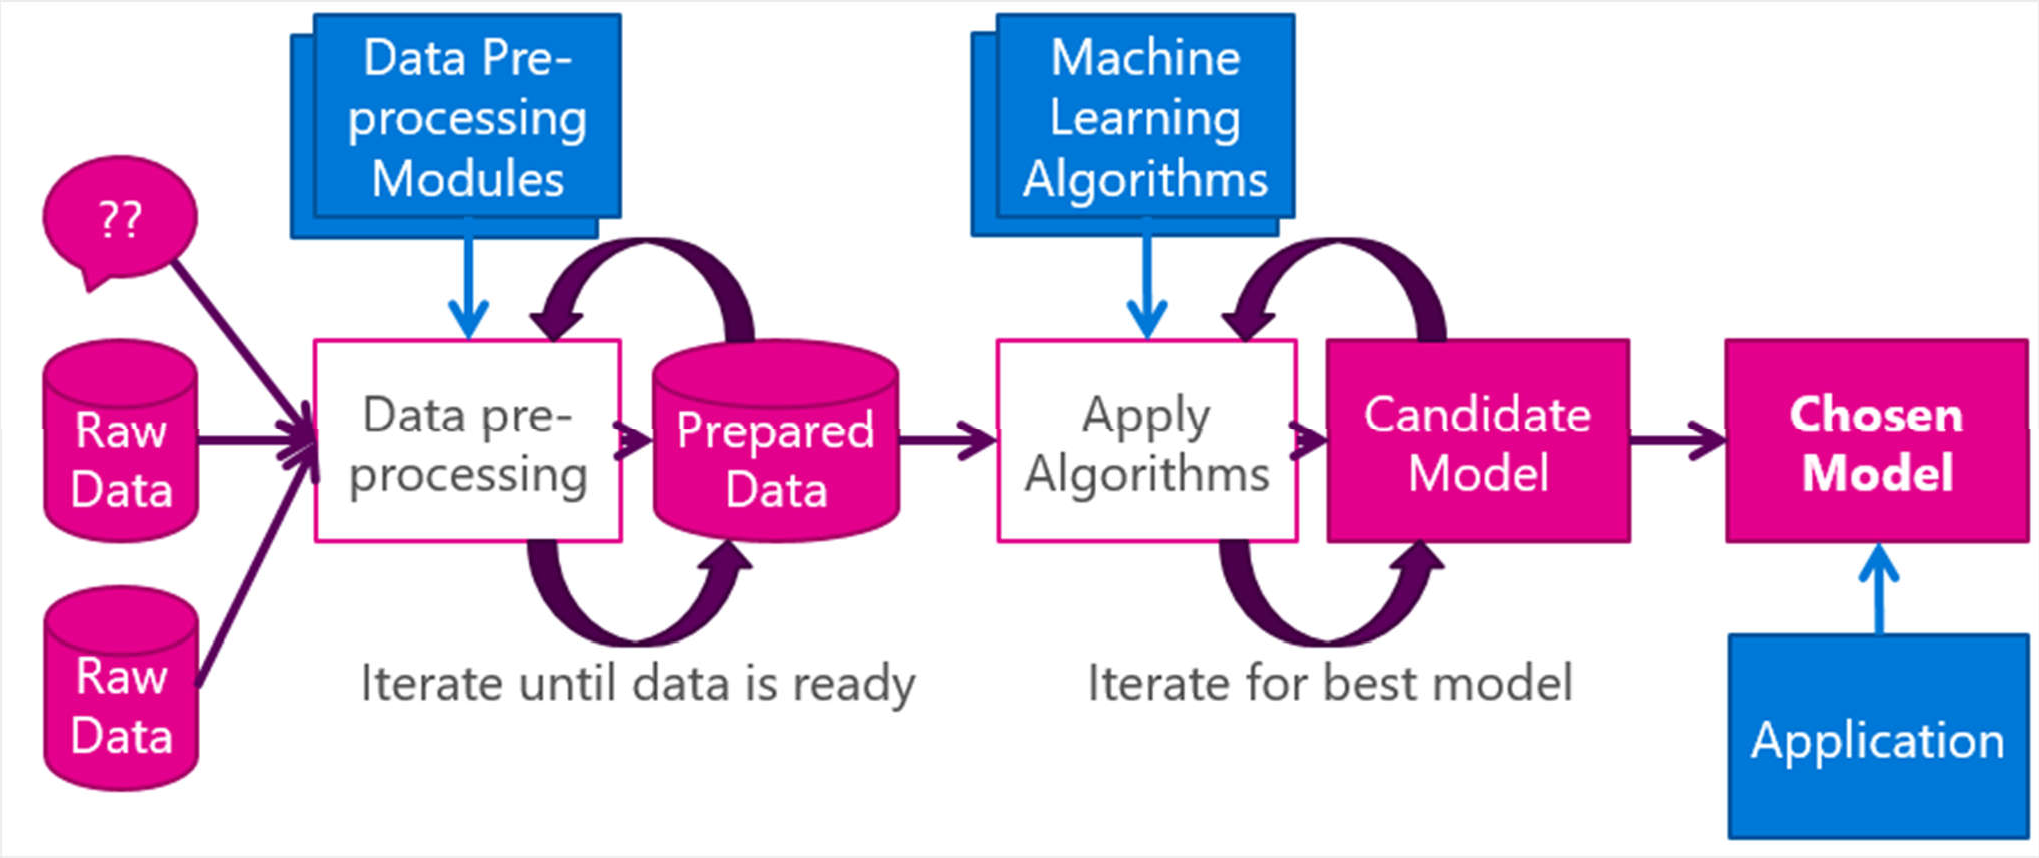 Data Pre-
processing
Modules
Machine
Learning
Algorithms
??
Raw
Data
Data pre-
processing
Prepared
Data
Apply
Algorithms
Candidate
Model
Chosen
Model
Raw
Data
Iterate until data is ready
Iterate for best model
Application